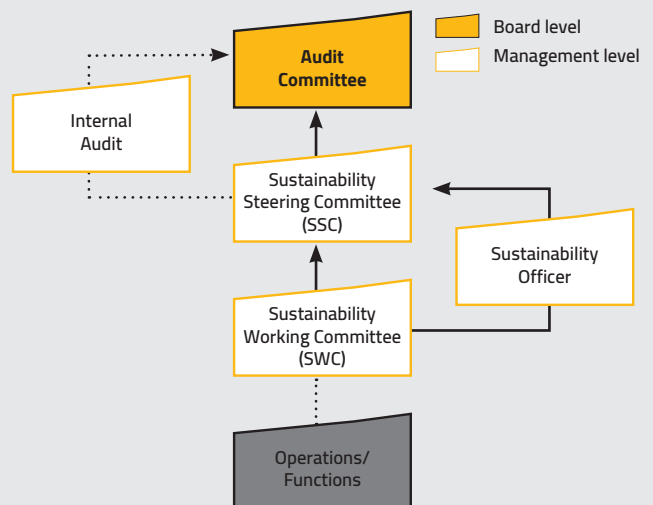 Audit
Committee
Board level
Management level
Internal
Audit
Sustainability
Steering Committee
(SSC)
Sustainability
Officer
Sustainability
Working Committee
(SWC)
Operations/
Functions